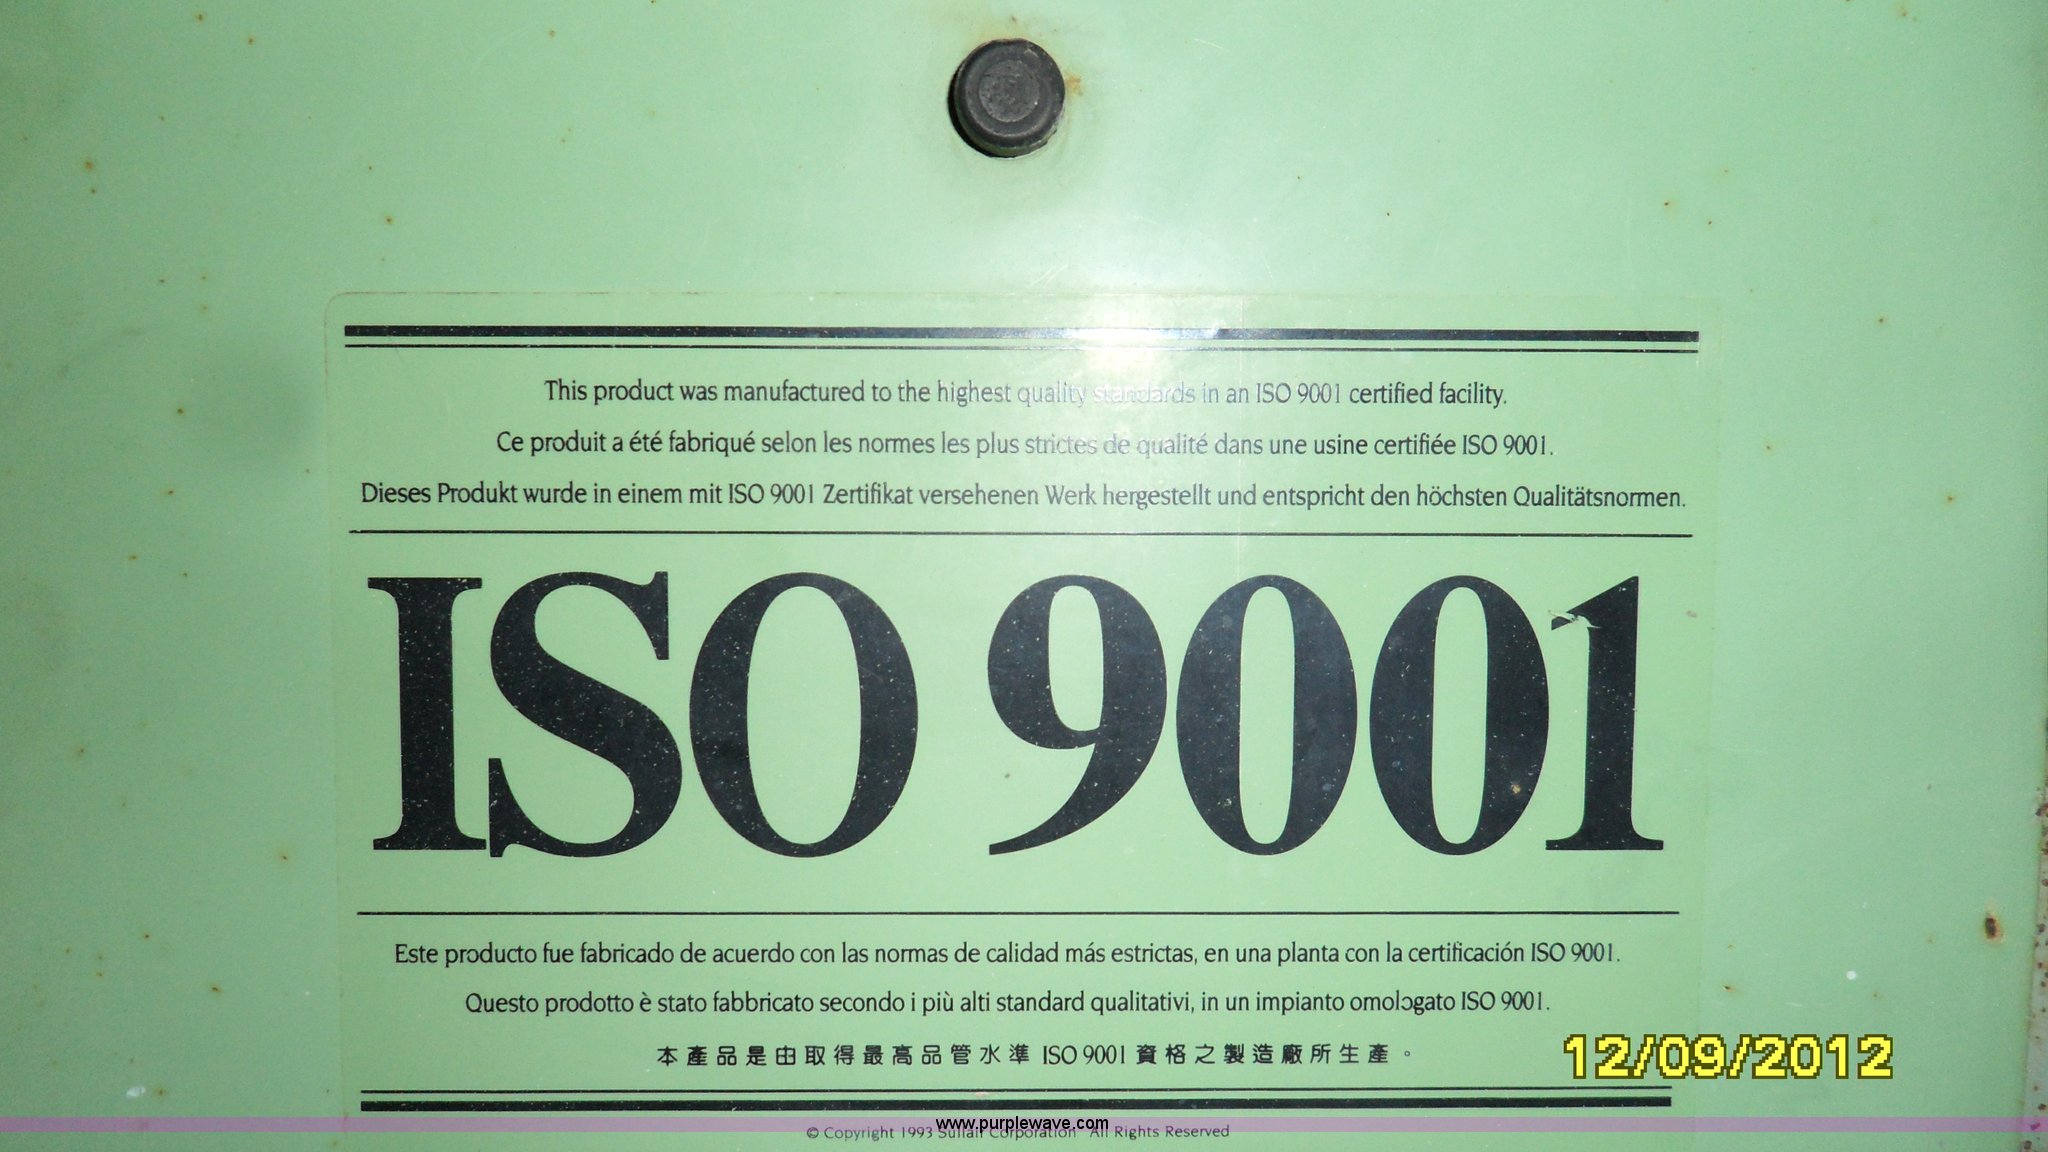 This product was manufactured to the highest quality standards in an ISO 9001 certified facility.
Ce produit a été fabriqué selon les normes les plus strictes de qualité dans une usine certifiée ISO 9001.
Dieses Produkt wurde in einem mit ISO 9001 Zertifikat versehenen Werk hergestellt und entspricht den höchsten Qualitätsnormen.
ISO 9001
Este producto fue fabricado de acuerdo con las normas de calidad más estrictas, en una planta con la certificación ISO 9001.
Questo prodotto è stato fabbricato secondo i più alti standard qualitativi, in un impianto omologato ISO 9001.
本產品是由取得最高品管水準 ISO 9001 資格之製造廠所生產。
12/09/2012
www.purplewave.com
© Copyright 1993 Sullair Corporation All Rights Reserved